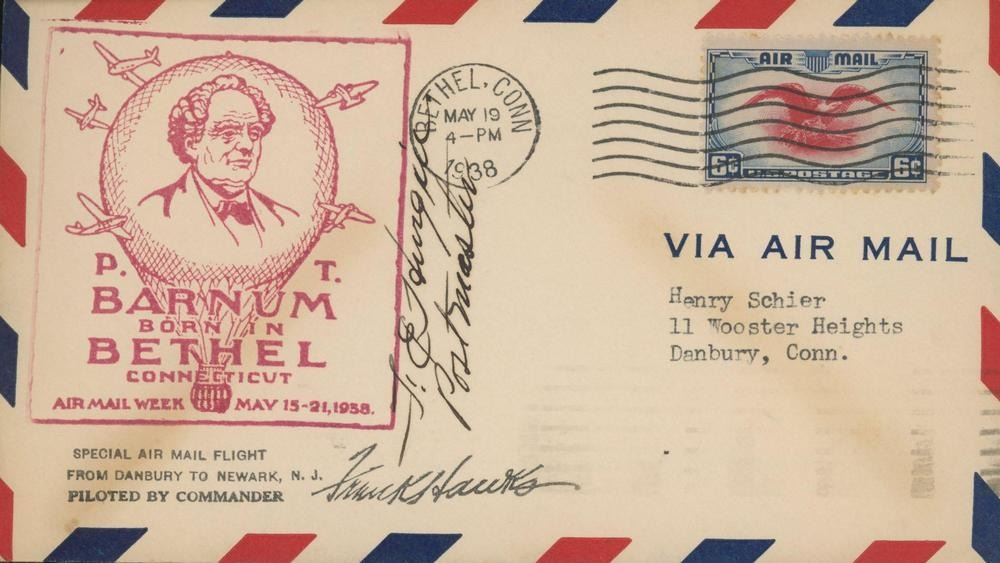 P. T.
BARNUM
BORN IN
BETHEL
CONNECTICUT
AIR MAIL WEEK MAY 15-21, 1938.
BETHEL, CONN
MAY 19
4-PM
1938
Postmaster
AIR MAIL
6¢ U.S. POSTAGE 6¢
VIA AIR MAIL
Henry Schier
11 Wooster Heights
Danbury, Conn.
SPECIAL AIR MAIL FLIGHT
FROM DANBURY TO NEWARK, N. J.
PILOTED BY COMMANDER Frank Hawks